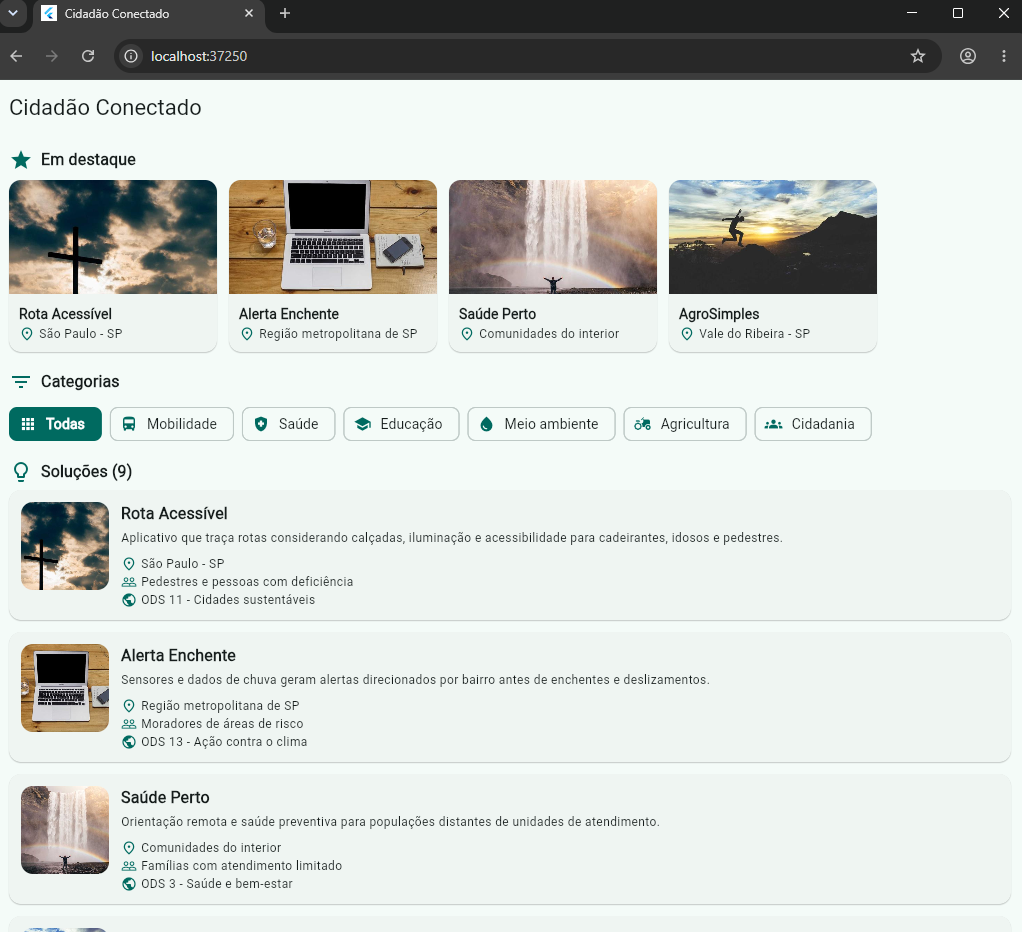 Cidadão Conectado
localhost:37250
Cidadão Conectado
Em destaque
Rota Acessível
São Paulo - SP
Alerta Enchente
Região metropolitana de SP
Saúde Perto
Comunidades do interior
AgroSimples
Vale do Ribeira - SP
Categorias
Todas
Mobilidade
Saúde
Educação
Meio ambiente
Agricultura
Cidadania
Soluções (9)
Rota Acessível
Aplicativo que traça rotas considerando calçadas, iluminação e acessibilidade para cadeirantes, idosos e pedestres.
São Paulo - SP
Pedestres e pessoas com deficiência
ODS 11 - Cidades sustentáveis
Alerta Enchente
Sensores e dados de chuva geram alertas direcionados por bairro antes de enchentes e deslizamentos.
Região metropolitana de SP
Moradores de áreas de risco
ODS 13 - Ação contra o clima
Saúde Perto
Orientação remota e saúde preventiva para populações distantes de unidades de atendimento.
Comunidades do interior
Famílias com atendimento limitado
ODS 3 - Saúde e bem-estar